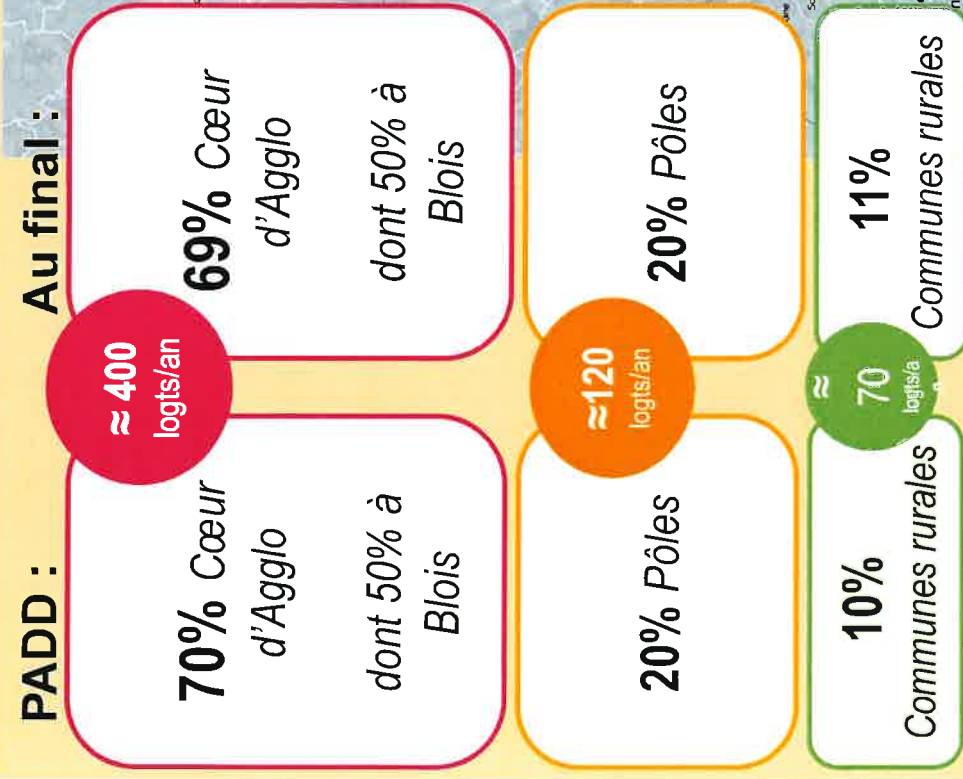 PADD :
Au final :
70% Cœur
d'Agglo
dont 50% à
Blois
≈ 400
logts/an
69% Cœur
d'Agglo
dont 50% à
Blois
20% Pôles
≈120
logts/an
20% Pôles
10%
Communes rurales
≈
70
logts/a
11%
Communes rurales